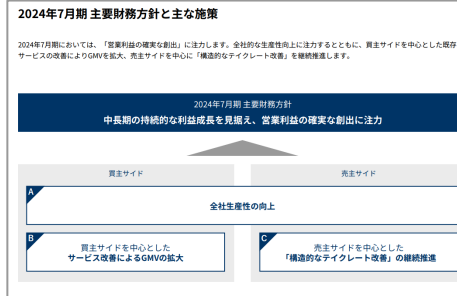 2024年7月期 主要財務方針と主な施策
2024年7月期においては、「営業利益の確実な創出」に注力します。全社的な生産性向上に注力するとともに、買主サイドを中心とした既存
サービスの改善によりGMVを拡大、売主サイドを中心に「構造的なテイクレート改善」を継続推進します。
2024年7月期 主要財務方針
中長期の持続的な利益成長を見据え、営業利益の確実な創出に注力
買主サイド
売主サイド
A
全社生産性の向上
B
買主サイドを中心とした
サービス改善によるGMVの拡大
C
売主サイドを中心とした
「構造的なテイクレート改善」の継続推進